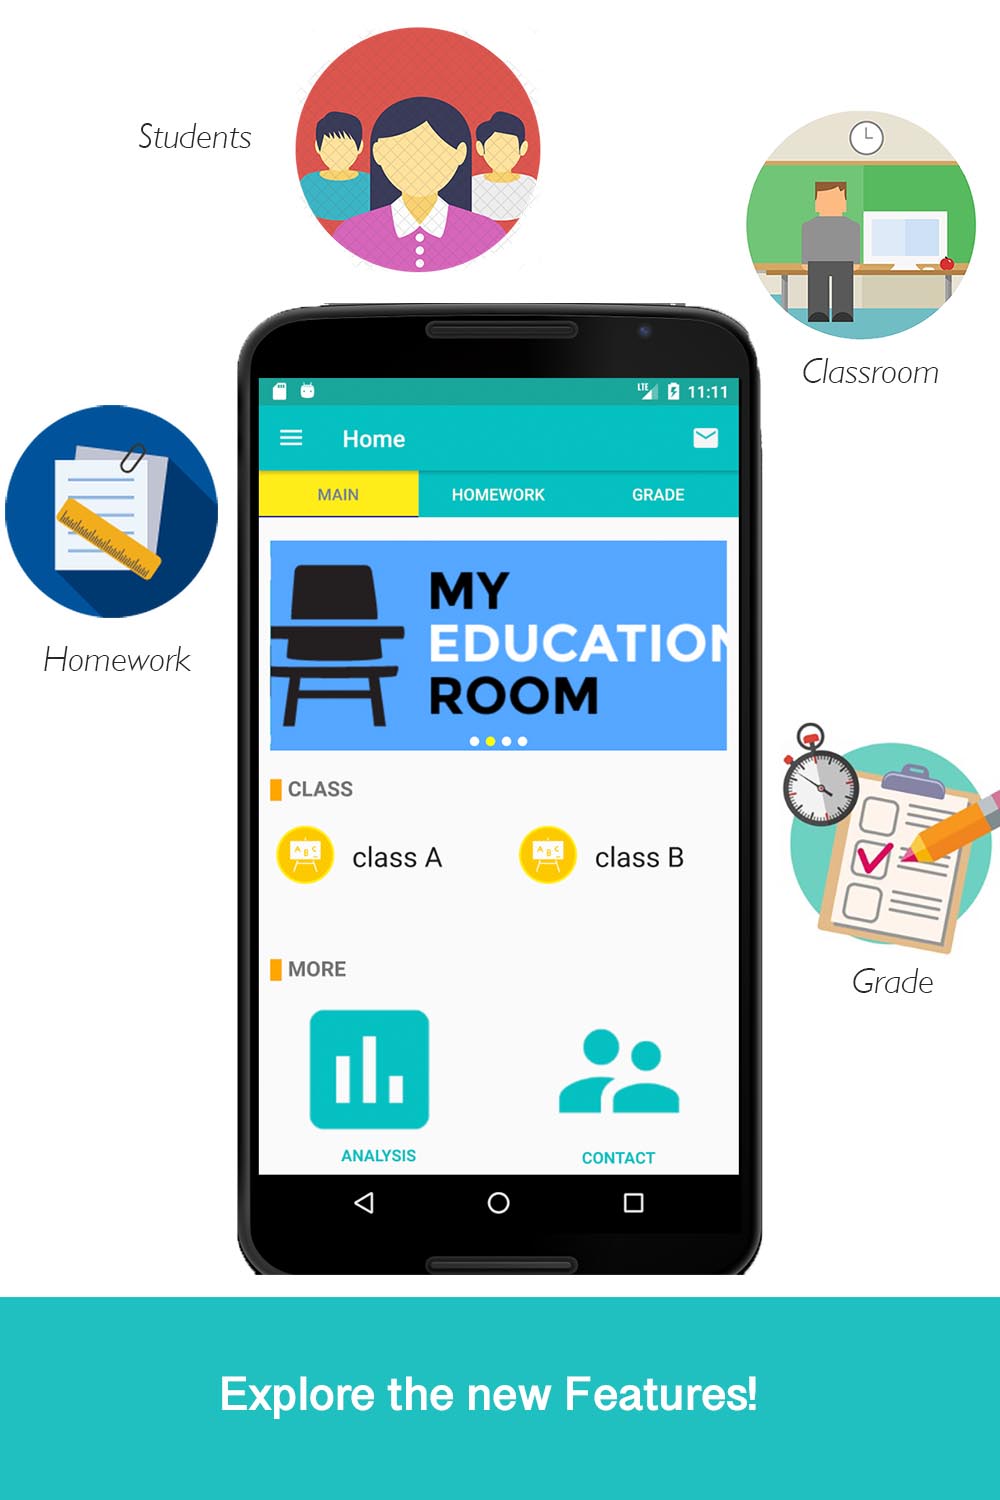 Students
Classroom
LTE 11:11
Home
MAIN HOMEWORK GRADE
MY
EDUCATION
ROOM
Homework
CLASS
A B C class A A B C class B
MORE
Grade
ANALYSIS CONTACT
Explore the new Features!